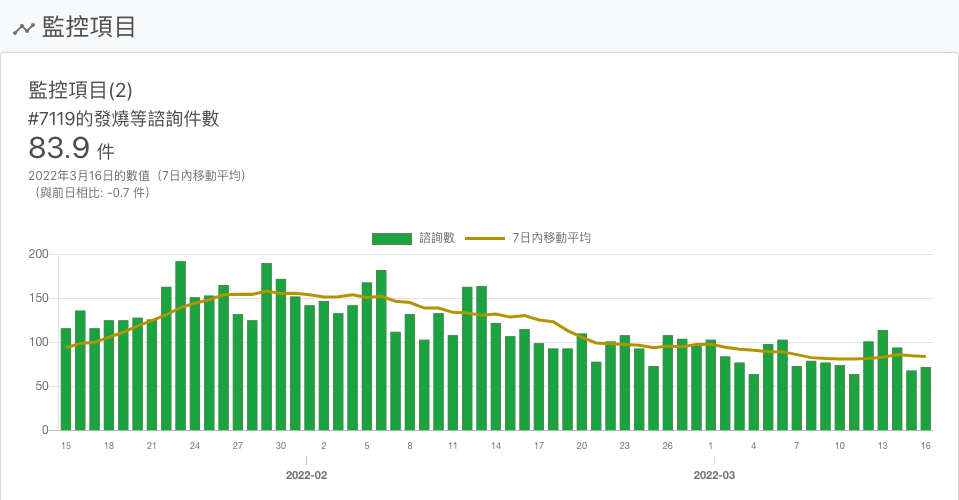 監控項目
監控項目(2)
#7119的發燒等諮詢件數
83.9 件
2022年3月16日的數值（7日內移動平均）
（與前日相比: -0.7 件）
諮詢數 7日內移動平均
200
150
100
50
0
15 18 21 24 27 30 2 5 8 11 14 17 20 23 26 1 4 7 10 13 16
2022-02 2022-03